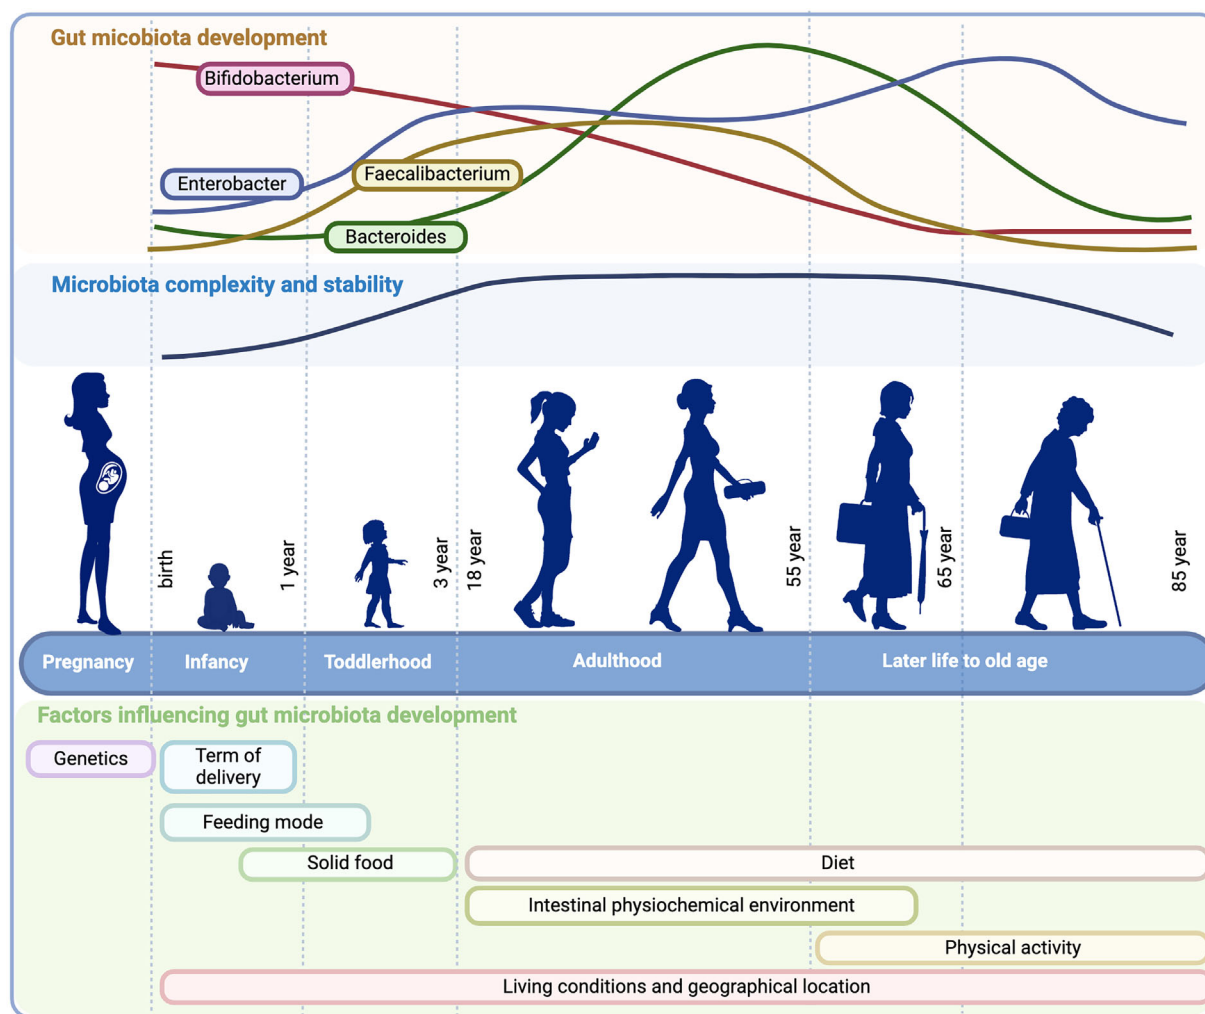 Gut micobiota development
Bifidobacterium
Enterobacter
Faecalibacterium
Bacteroides
Microbiota complexity and stability
birth
1 year
3 year
18 year
55 year
65 year
85 year
Pregnancy
Infancy
Toddlerhood
Adulthood
Later life to old age
Factors influencing gut microbiota development
Genetics
Term of
delivery
Feeding mode
Solid food
Diet
Intestinal physiochemical environment
Physical activity
Living conditions and geographical location